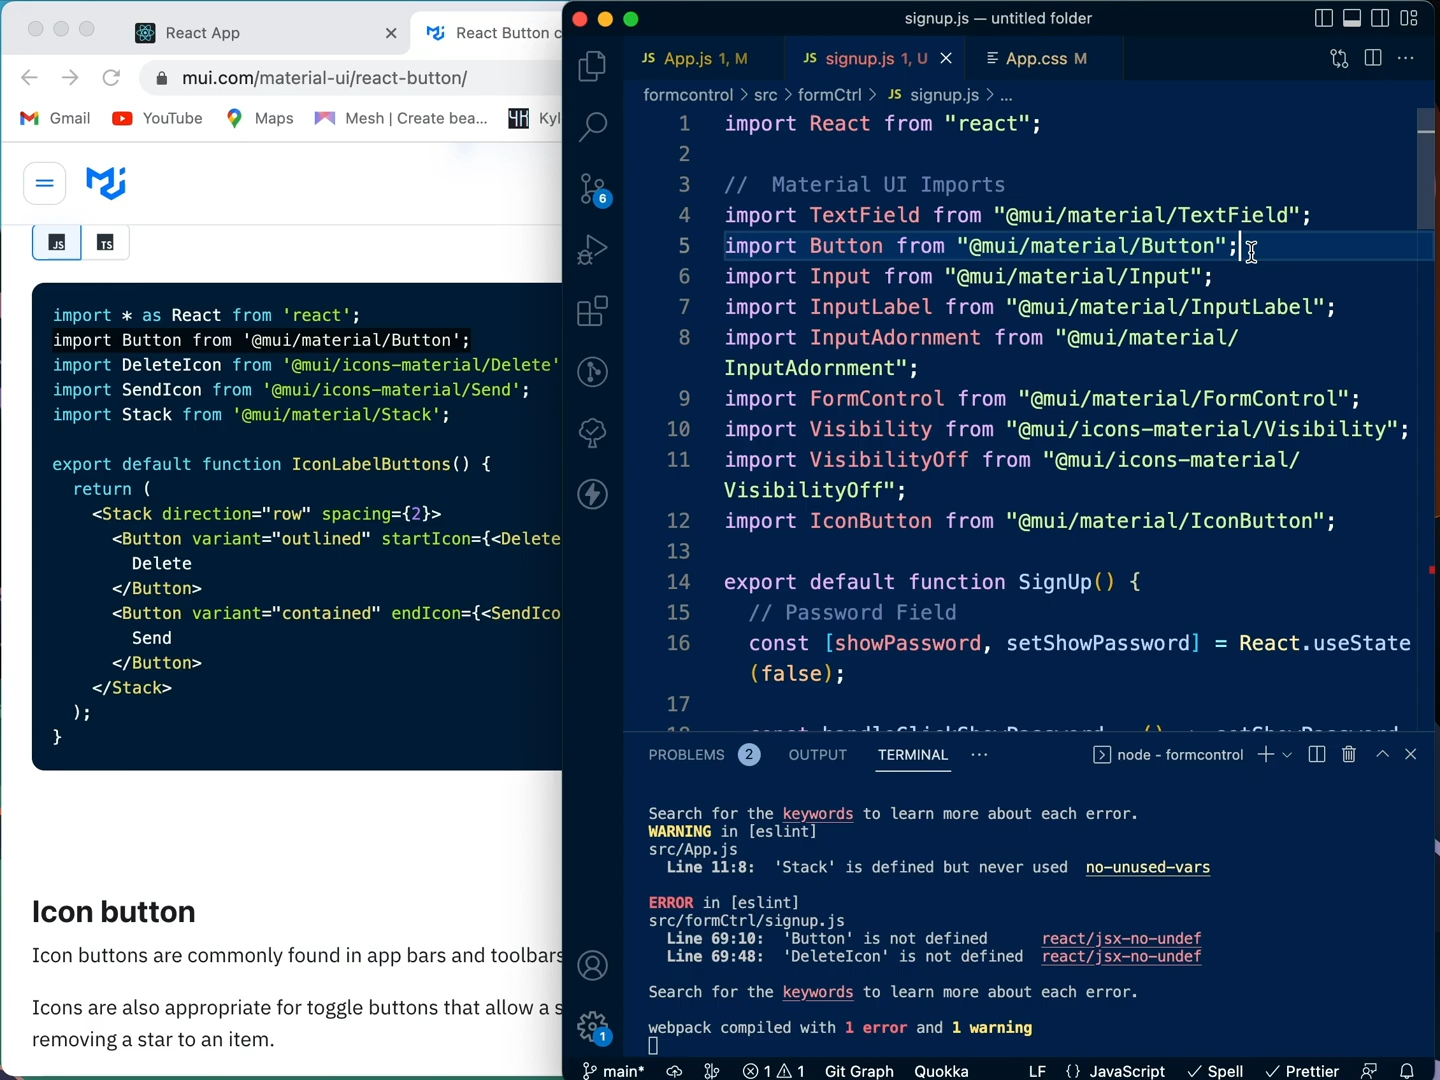 React App
React Button c
mui.com/material-ui/react-button/
Gmail
YouTube
Maps
Mesh | Create bea...
Kyl
JS
TS
import * as React from 'react';
import Button from '@mui/material/Button';
import DeleteIcon from '@mui/icons-material/Delete'
import SendIcon from '@mui/icons-material/Send';
import Stack from '@mui/material/Stack';
export default function IconLabelButtons() {
return (
<Stack direction="row" spacing={2}>
<Button variant="outlined" startIcon={<Delete
Delete
</Button>
<Button variant="contained" endIcon={<SendIco
Send
</Button>
</Stack>
);
}
Icon button
Icon buttons are commonly found in app bars and toolbars
Icons are also appropriate for toggle buttons that allow a s
removing a star to an item.
signup.js — untitled folder
JS App.js 1, M
JS signup.js 1, U
App.css M
formcontrol > src > formCtrl > JS signup.js > ...
6
1 import React from "react";
2
3 // Material UI Imports
4 import TextField from "@mui/material/TextField";
5 import Button from "@mui/material/Button";
6 import Input from "@mui/material/Input";
7 import InputLabel from "@mui/material/InputLabel";
8 import InputAdornment from "@mui/material/
InputAdornment";
9 import FormControl from "@mui/material/FormControl";
10 import Visibility from "@mui/icons-material/Visibility";
11 import VisibilityOff from "@mui/icons-material/
VisibilityOff";
12 import IconButton from "@mui/material/IconButton";
13
14 export default function SignUp() {
15 // Password Field
16 const [showPassword, setShowPassword] = React.useState
(false);
17
PROBLEMS 2
OUTPUT
TERMINAL
...
node - formcontrol
Search for the keywords to learn more about each error.
WARNING in [eslint]
src/App.js
Line 11:8: 'Stack' is defined but never used no-unused-vars
ERROR in [eslint]
src/formCtrl/signup.js
Line 69:10: 'Button' is not defined react/jsx-no-undef
Line 69:48: 'DeleteIcon' is not defined react/jsx-no-undef
Search for the keywords to learn more about each error.
webpack compiled with 1 error and 1 warning
1
main*
1
1
Git Graph
Quokka
LF
{} JavaScript
Spell
Prettier